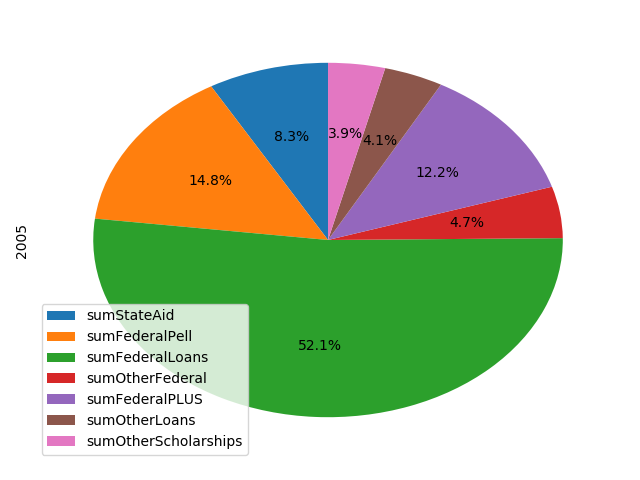 3.9%
4.1%
8.3%
12.2%
14.8%
4.7%
2005
52.1%
sumStateAid
sumFederalPell
sumFederalLoans
sumOtherFederal
sumFederalPLUS
sumOtherLoans
sumOtherScholarships